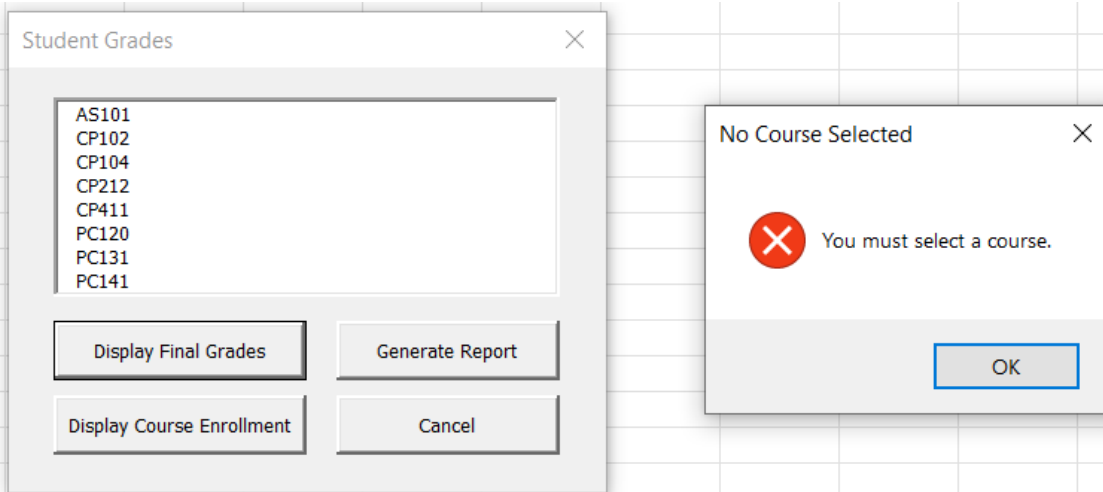 Student Grades
AS101
CP102
CP104
CP212
CP411
PC120
PC131
PC141
Display Final Grades
Generate Report
Display Course Enrollment
Cancel
No Course Selected
You must select a course.
OK